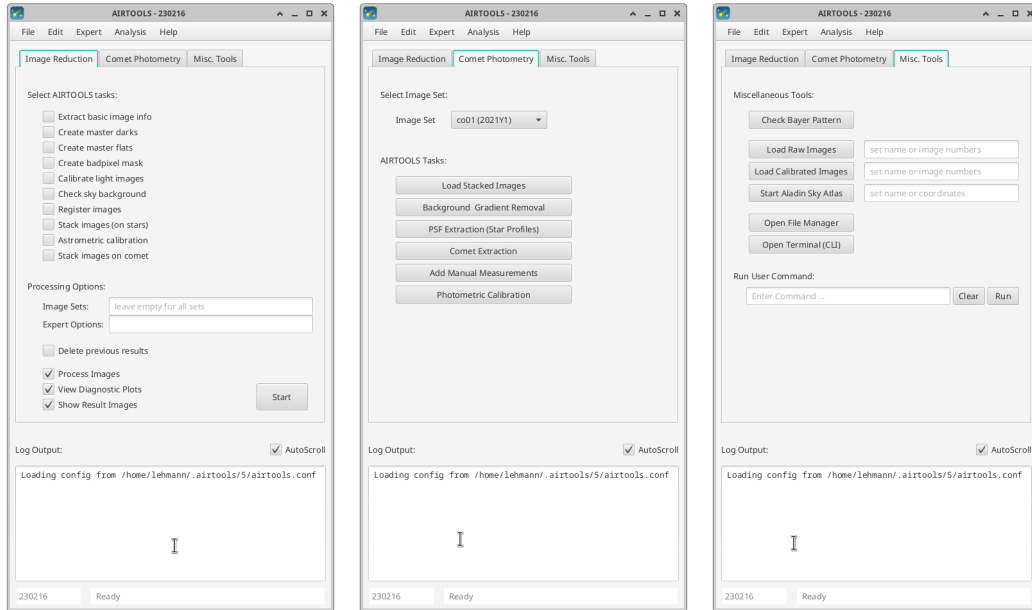 AIRTOOLS - 230216
File Edit Expert Analysis Help
Image Reduction Comet Photometry Misc. Tools
Select AIRTOOLS tasks:
Extract basic image info
Create master darks
Create master flats
Create badpixel mask
Calibrate light images
Check sky background
Register images
Stack images (on stars)
Astrometric calibration
Stack images on comet
Processing Options:
Image Sets: leave empty for all sets
Expert Options:
Delete previous results
Process Images
View Diagnostic Plots
Show Result Images
Start
Log Output: AutoScroll
Loading config from /home/lehmann/.airtools/5/airtools.conf
230216 Ready
AIRTOOLS - 230216
File Edit Expert Analysis Help
Image Reduction Comet Photometry Misc. Tools
Select Image Set:
Image Set co01 (2021Y1)
AIRTOOLS Tasks:
Load Stacked Images
Background Gradient Removal
PSF Extraction (Star Profiles)
Comet Extraction
Add Manual Measurements
Photometric Calibration
Log Output: AutoScroll
Loading config from /home/lehmann/.airtools/5/airtools.conf
230216 Ready
AIRTOOLS - 230216
File Edit Expert Analysis Help
Image Reduction Comet Photometry Misc. Tools
Miscellaneous Tools:
Check Bayer Pattern
Load Raw Images set name or image numbers
Load Calibrated Images set name or image numbers
Start Aladin Sky Atlas set name or coordinates
Open File Manager
Open Terminal (CLI)
Run User Command:
Enter Command ... Clear Run
Log Output: AutoScroll
Loading config from /home/lehmann/.airtools/5/airtools.conf
230216 Ready